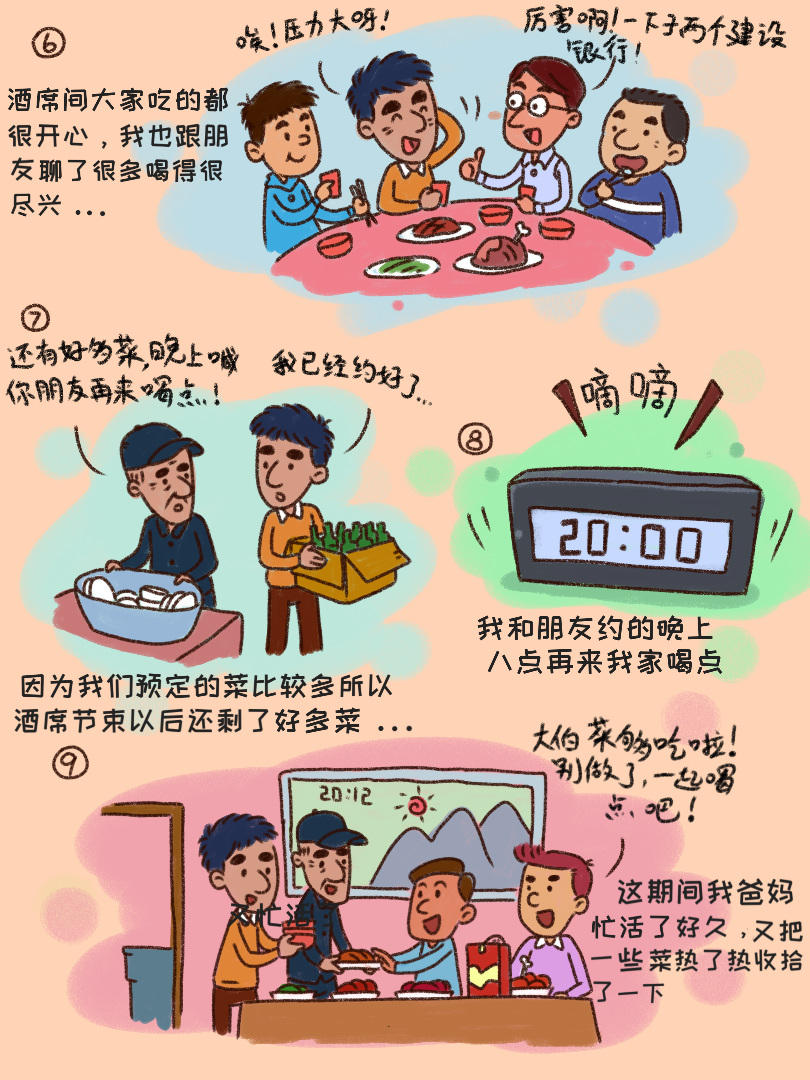 ⑥
唉！压力大呀！
厉害啊！一下子两个建设
银行！
酒席间大家吃的都
很开心，我也跟朋
友聊了很多喝得很
尽兴 ...
⑦
还有好多菜，晚上喊
你朋友再来喝点！
我已经约好了...
因为我们预定的菜比较多所以
酒席节束以后还剩了好多菜 ...
⑧
嘀嘀
20:00
我和朋友约的晚上
八点再来我家喝点
⑨
大伯 菜够吃啦！
别做了，一起喝
点吧！
20:12
忙活
这期间我爸妈
忙活了好久，又把
一些菜热了热收拾
了一下